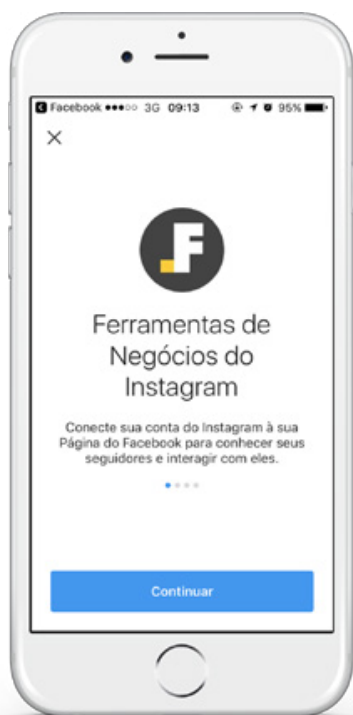 Facebook 3G 09:13 95%
F
Ferramentas de
Negócios do
Instagram
Conecte sua conta do Instagram à sua
Página do Facebook para conhecer seus
seguidores e interagir com eles.
Continuar